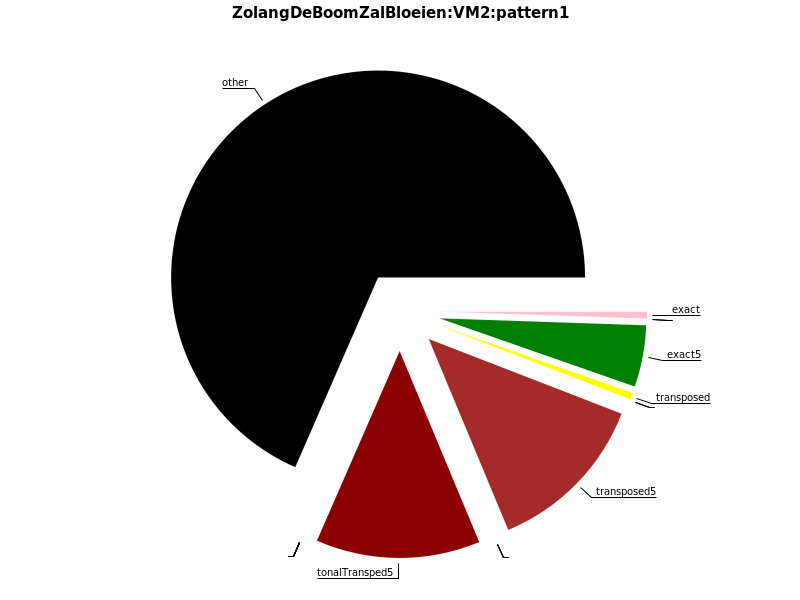 ZolangDeBoomZalBloeien:VM2:pattern1
other
exact
exact5
transposed
transposed5
tonalTransped5